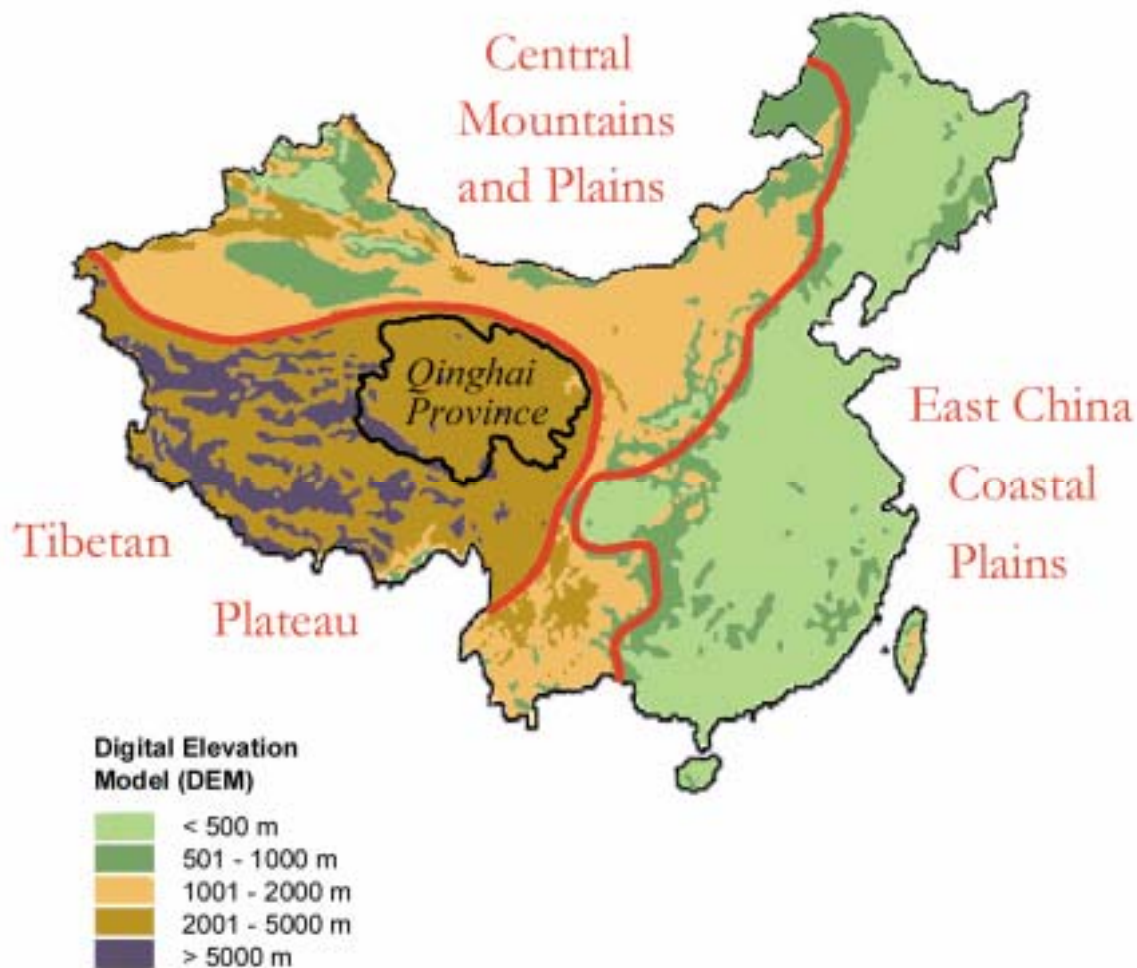 Central
Mountains
and Plains
Qinghai
Province
East China
Coastal
Plains
Tibetan
Plateau
Digital Elevation
Model (DEM)
< 500 m
501 - 1000 m
1001 - 2000 m
2001 - 5000 m
> 5000 m